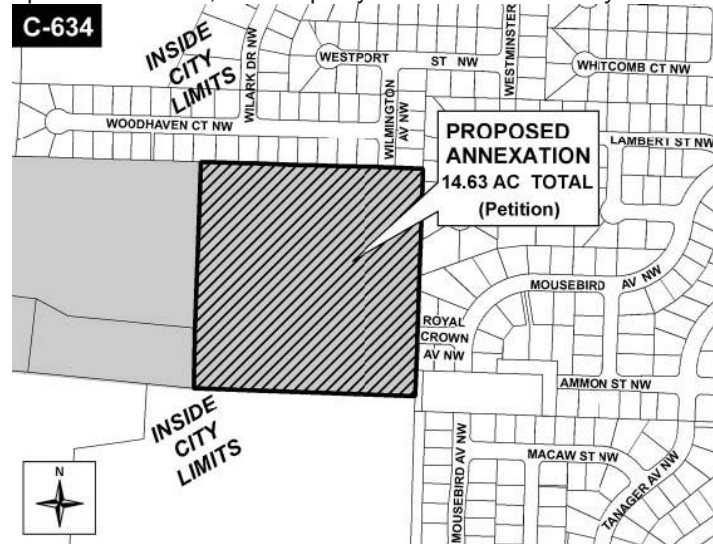 C-634
INSIDE
CITY
LIMITS
WILARK DR NW
WESTPORT ST NW
WESTMINSTER
WHITCOMB CT NW
WOODHAVEN CT NW
WILMINGTON
AV NW
PROPOSED
ANNEXATION
14.63 AC TOTAL
(Petition)
LAMBERT ST NW
MOUSEBIRD AV NW
ROYAL
CROWN
AV NW
AMMON ST NW
INSIDE
CITY
LIMITS
MOUSEBIRD AV NW
MACAW ST NW
TANAGER AV NW
N